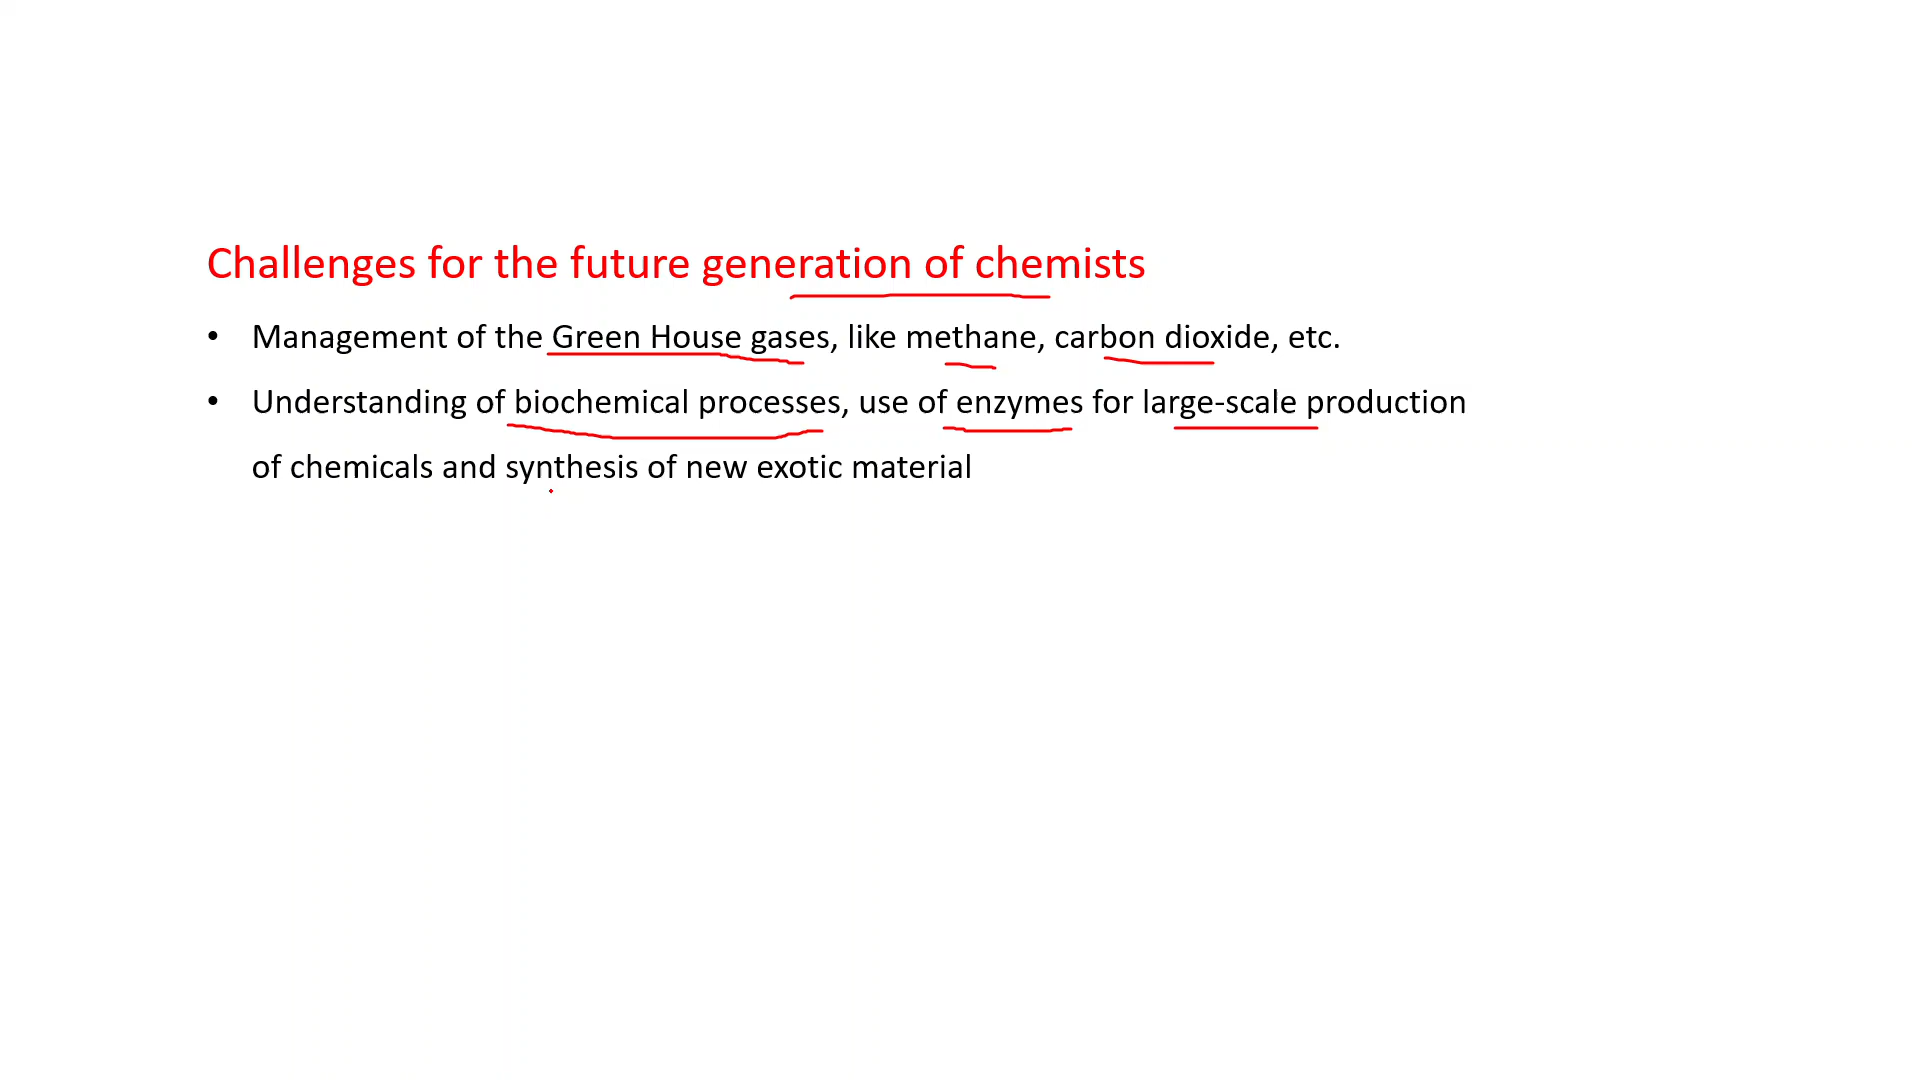 Challenges for the future generation of chemists
• Management of the Green House gases, like methane, carbon dioxide, etc.
• Understanding of biochemical processes, use of enzymes for large-scale production
of chemicals and synthesis of new exotic material